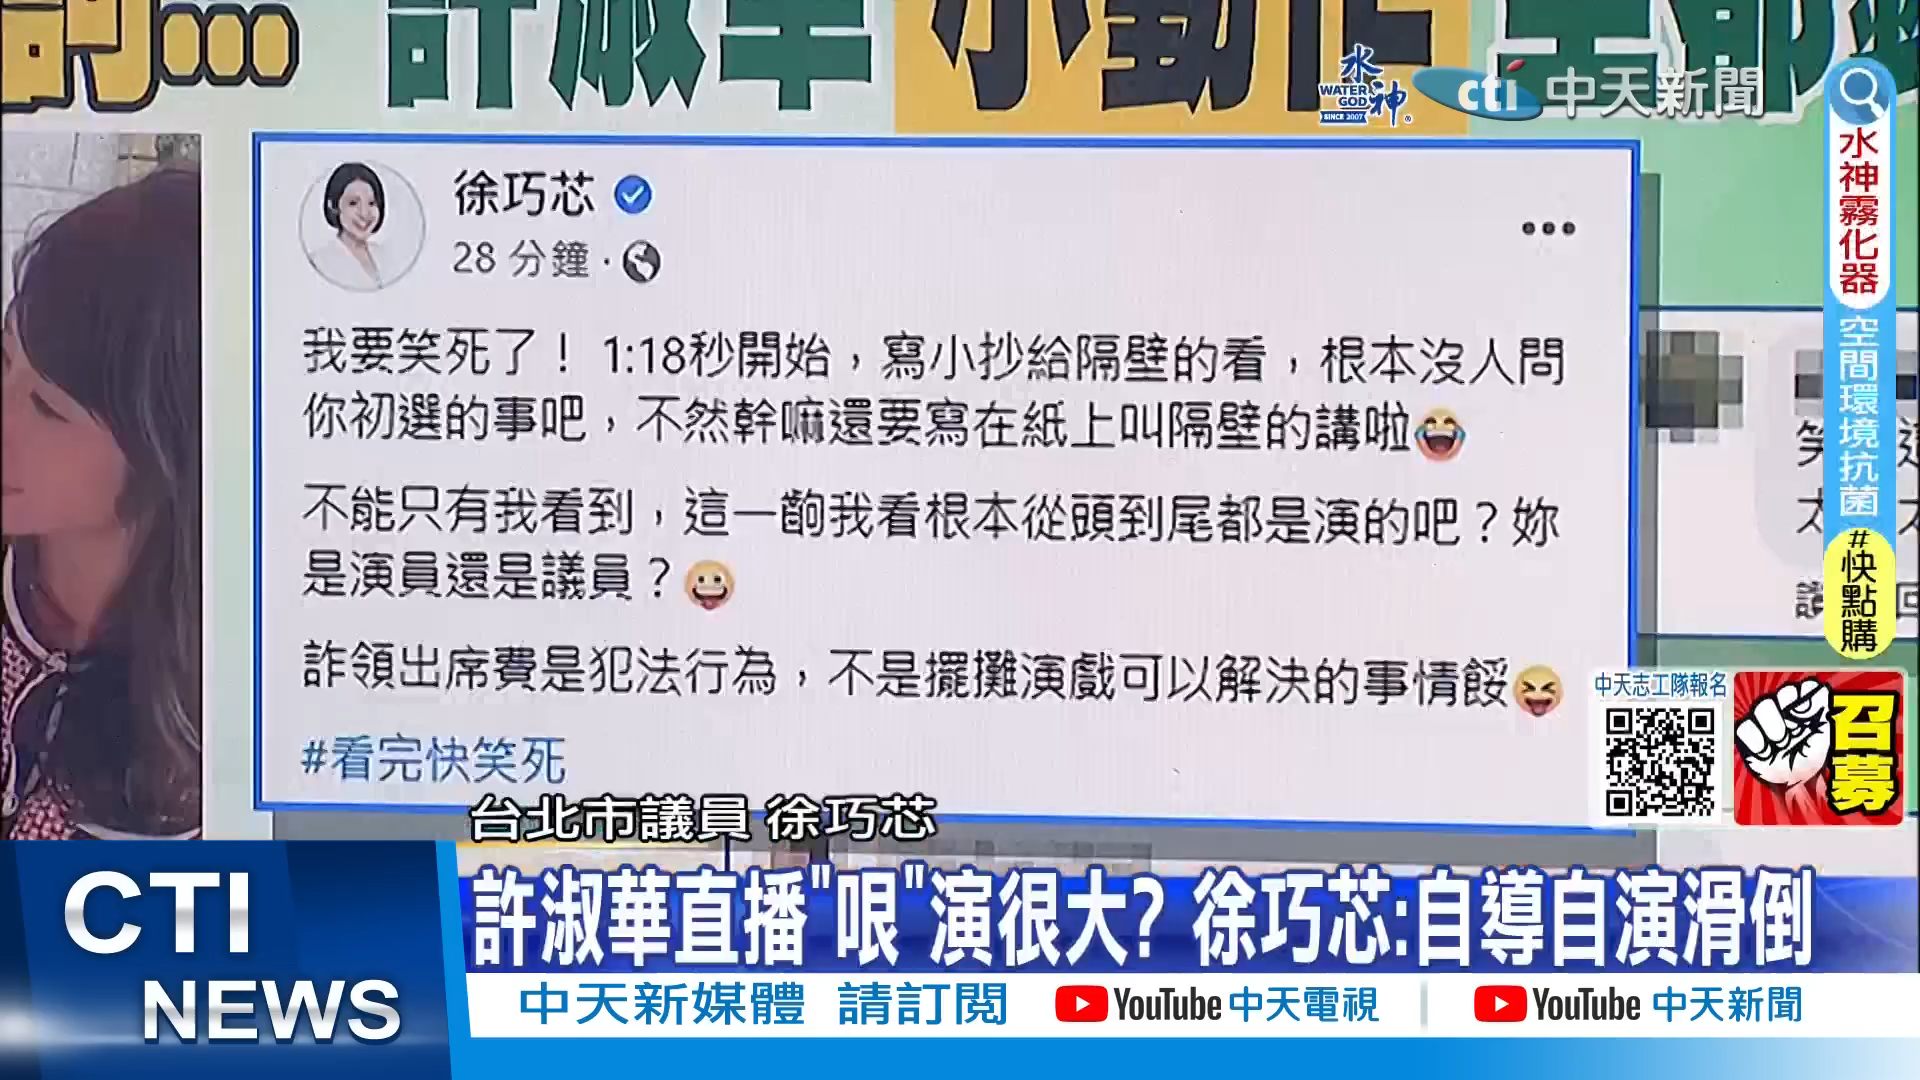 許淑華
小動作
水神
WATER GOD
SINCE 2007
cti 中天新聞
徐巧芯
28 分鐘
我要笑死了！ 1:18秒開始，寫小抄給隔壁的看，根本沒人問
你初選的事吧，不然幹嘛還要寫在紙上叫隔壁的講啦😂
不能只有我看到，這一齣我看根本從頭到尾都是演的吧？妳
是演員還是議員？😛
詐領出席費是犯法行為，不是擺攤演戲可以解決的事情餒😝
#看完快笑死
水神霧化器
空間環境抗菌
#快點購
中天志工隊報名
召募
台北市議員 徐巧芯
CTI NEWS
許淑華直播"哏"演很大? 徐巧芯:自導自演滑倒
中天新媒體 請訂閱 YouTube 中天電視 YouTube 中天新聞